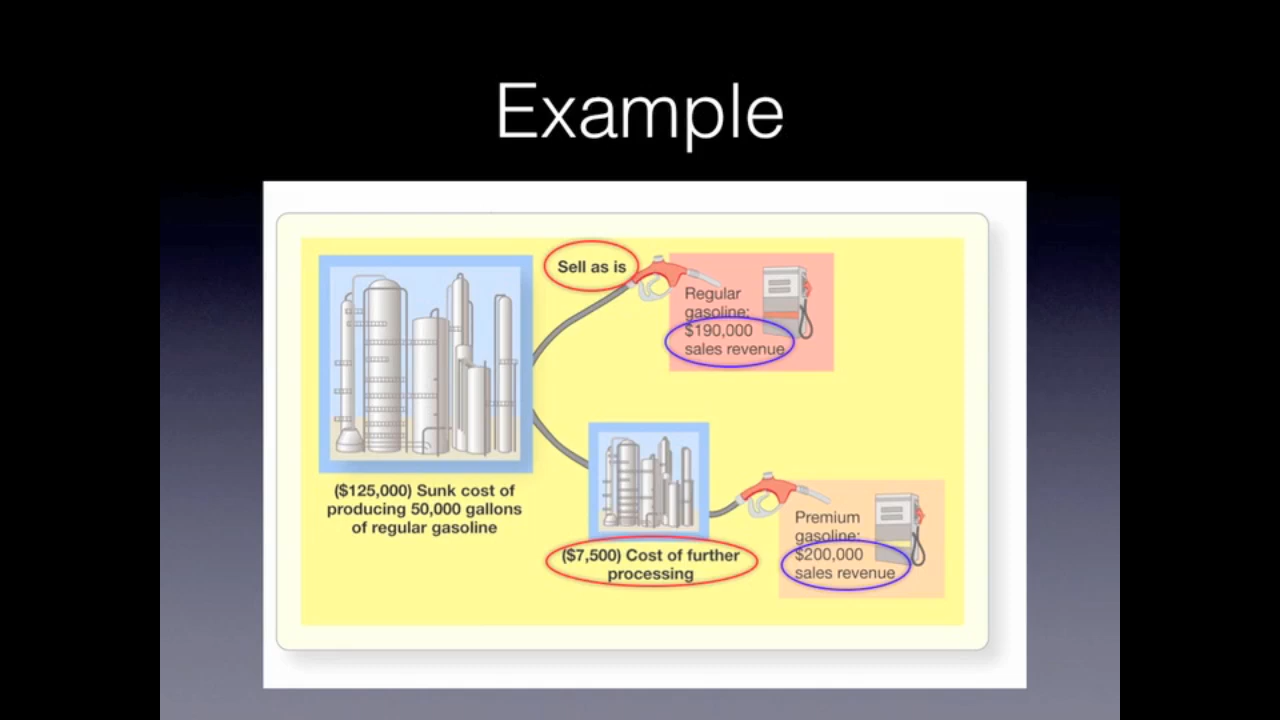 Example
Sell as is
Regular
gasoline:
$190,000
sales revenue
($125,000) Sunk cost of
producing 50,000 gallons
of regular gasoline
($7,500) Cost of further
processing
Premium
gasoline:
$200,000
sales revenue